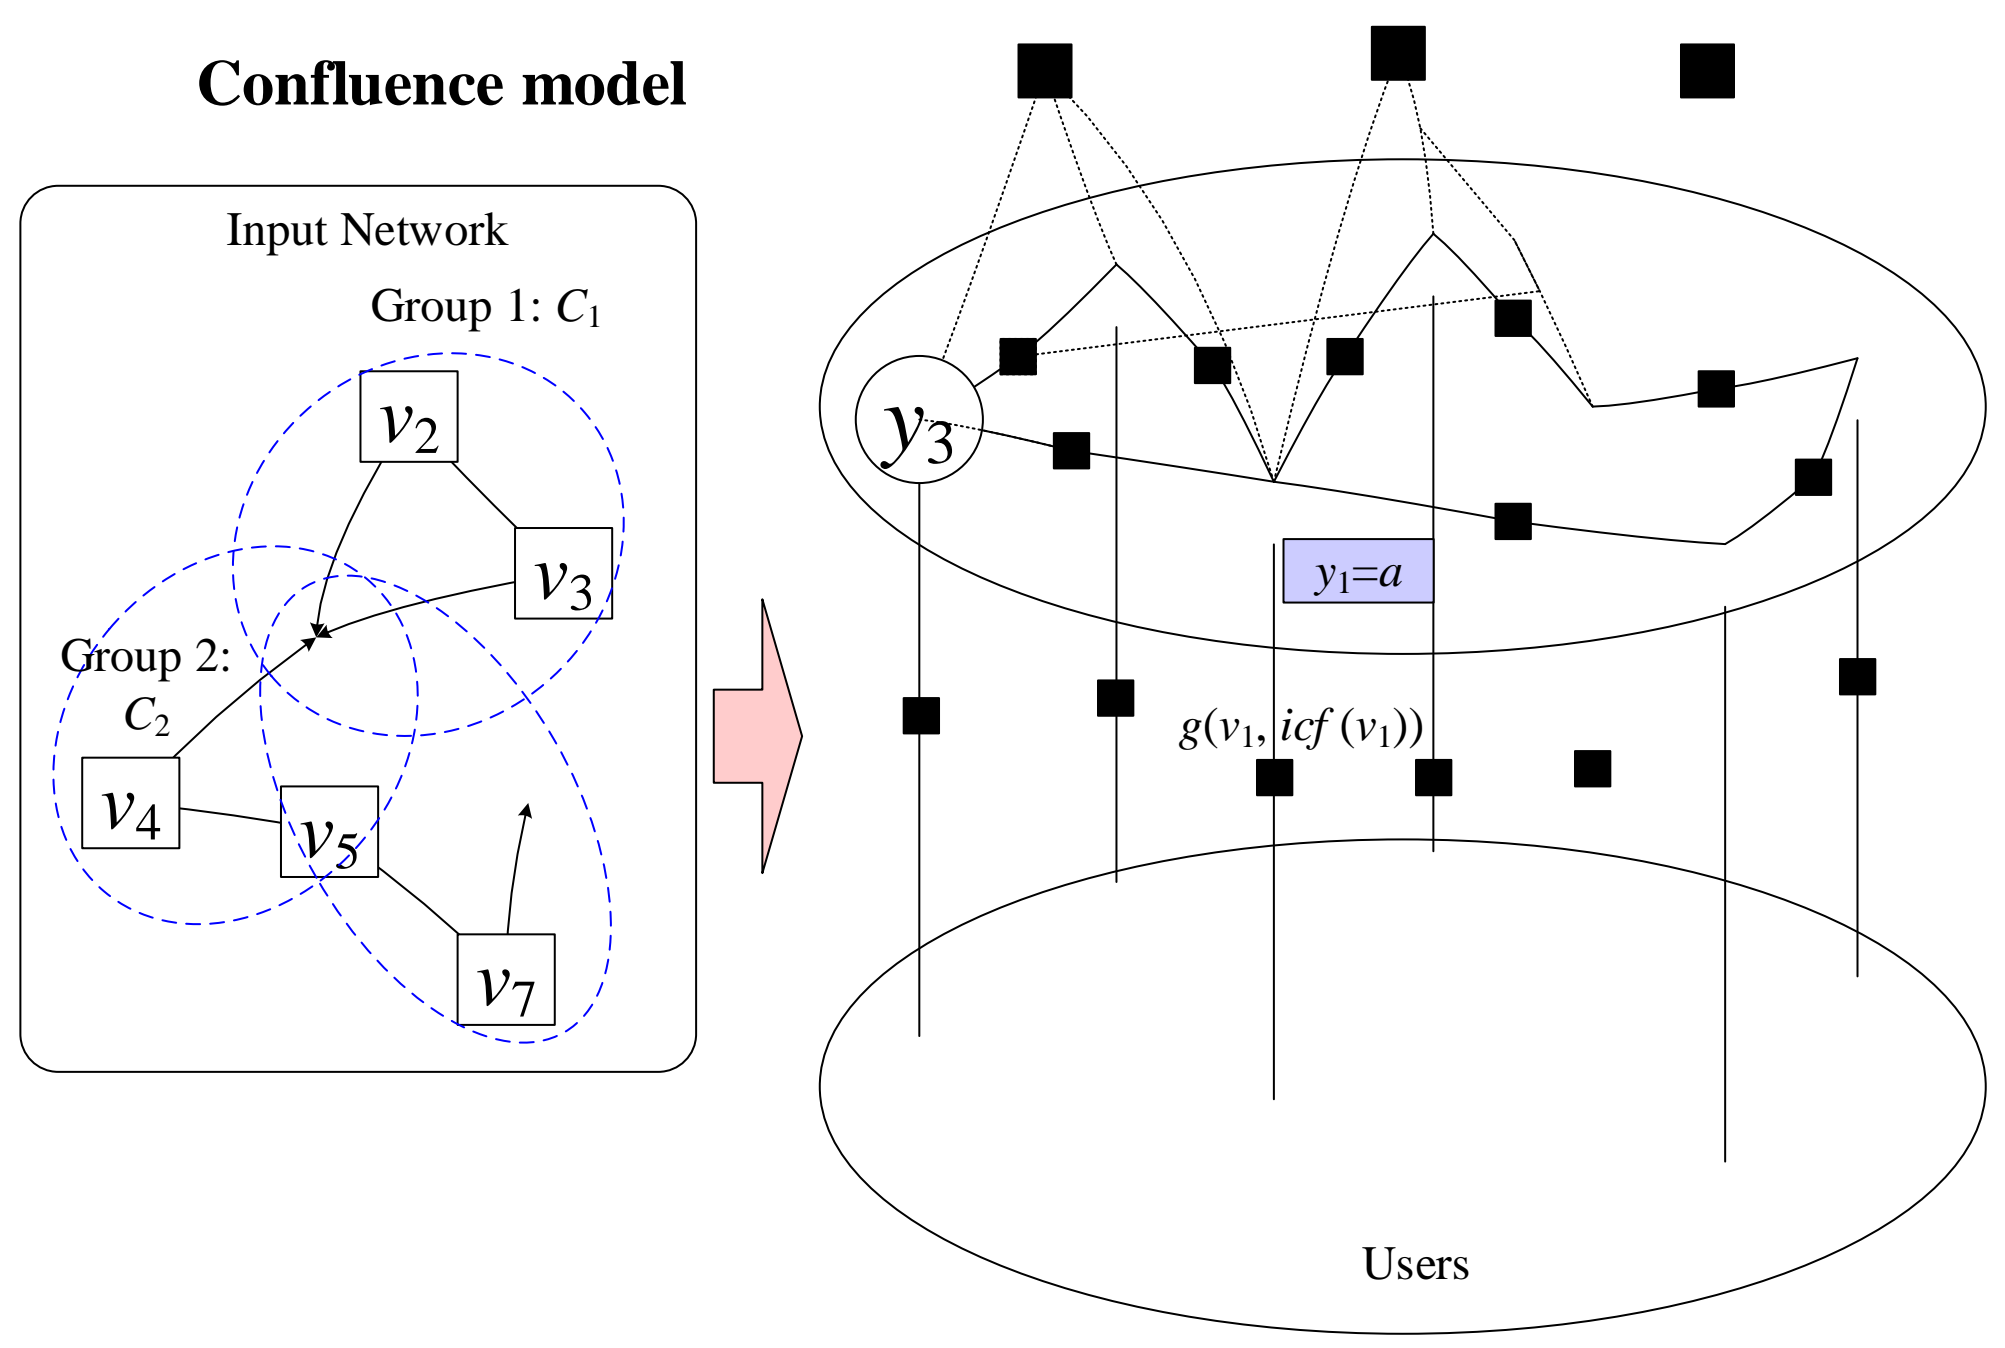 Confluence model
Input Network
Group 1: C₁
v₂
v₃
Group 2:
C₂
v₄
v₅
v₇
y₃
y₁=a
g(v₁, icf (v₁))
Users